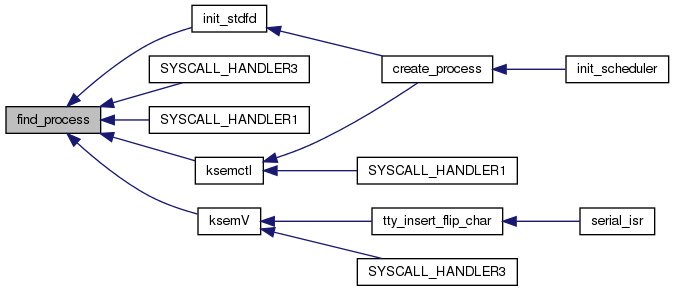 init_stdfd
SYSCALL_HANDLER3
create_process
init_scheduler
find_process
SYSCALL_HANDLER1
ksemctl
SYSCALL_HANDLER1
ksemV
tty_insert_flip_char
serial_isr
SYSCALL_HANDLER3